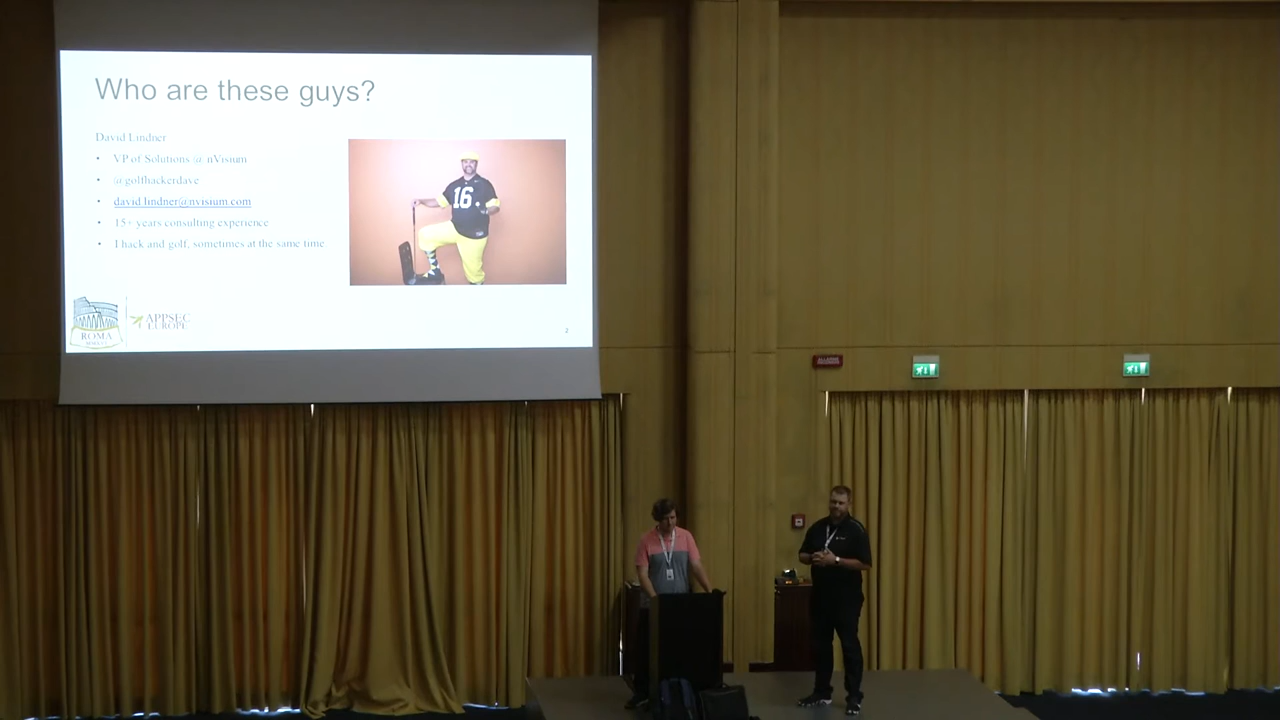 Who are these guys?
David Lindner
• VP of Solutions @ nVisium
• @golfhackerdave
• david.lindner@nvisium.com
• 15+ years consulting experience
• I hack and golf, sometimes at the same time
16
ROMA
APPSEC
EUROPE
2